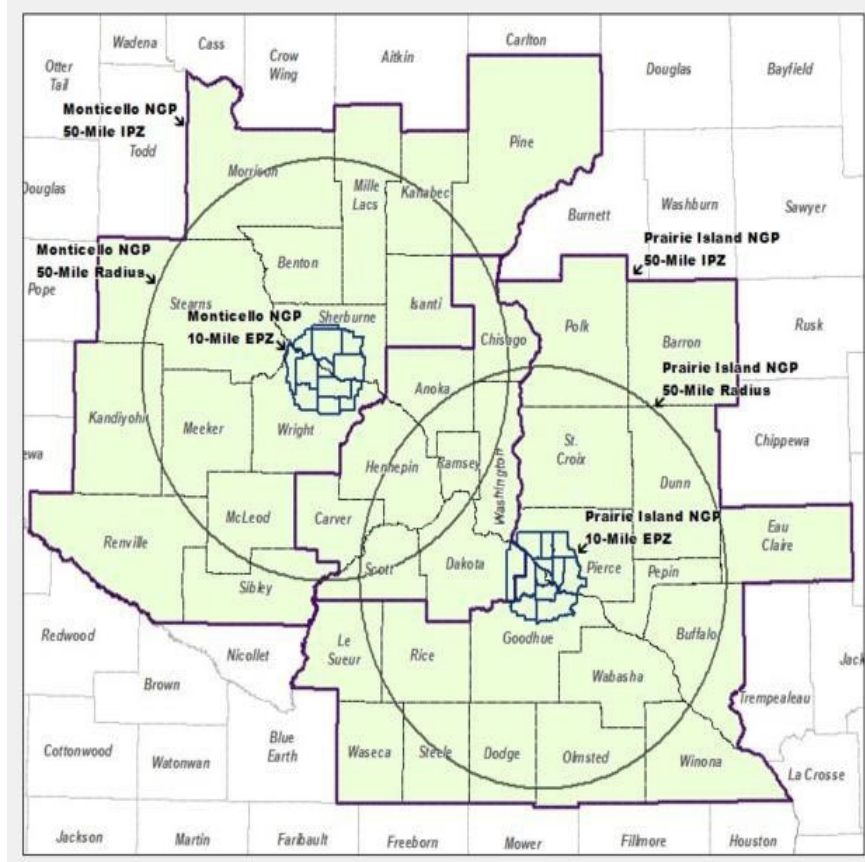 Wadena
Cass
Crow
Wing
Aitkin
Carlton
Otter
Tail
Douglas
Bayfield
Monticello NGP
50-Mile IPZ
Todd
Pine
Morrison
Mille
Lacs
Kanabec
Douglas
Burnett
Washburn
Sawyer
Monticello NGP
50-Mile Radius
Pope
Benton
Prairie Island NGP
50-Mile IPZ
Stearns
Monticello NGP
10-Mile EPZ
Sherburne
Isanti
Chisago
Polk
Barron
Rusk
Prairie Island NGP
50-Mile Radius
Anoka
Kandiyohi
Meeker
Wright
Hennepin
Ramsey
Washington
St.
Croix
Dunn
Chippewa
ewa
Renville
McLeod
Carver
Prairie Island NGP
10-Mile EPZ
Eau
Claire
Sibley
Scott
Dakota
Pierce
Pepin
Redwood
Nicollet
Le
Sueur
Rice
Goodhue
Buffalo
Jack
Brown
Wabasha
Trempealeau
Cottonwood
Watonwan
Blue
Earth
Waseca
Steele
Dodge
Olmsted
Winona
La Crosse
Jackson
Martin
Faribault
Freeborn
Mower
Fillmore
Houston